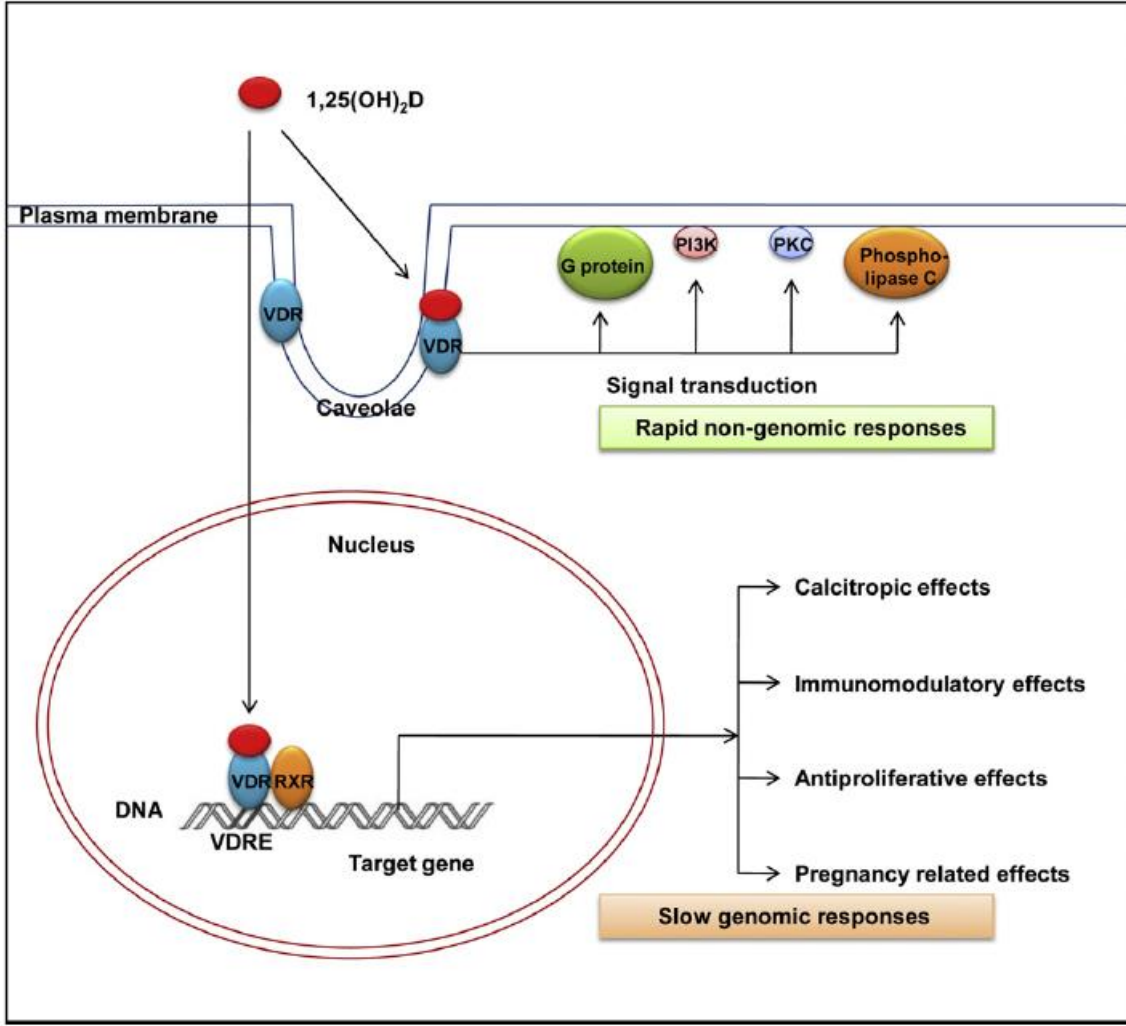 1,25(OH)₂D
Plasma membrane
G protein
PI3K
PKC
Phospho-
lipase C
VDR
VDR
Signal transduction
Caveolae
Rapid non-genomic responses
Nucleus
Calcitropic effects
Immunomodulatory effects
VDR
RXR
Antiproliferative effects
DNA
VDRE
Target gene
Pregnancy related effects
Slow genomic responses